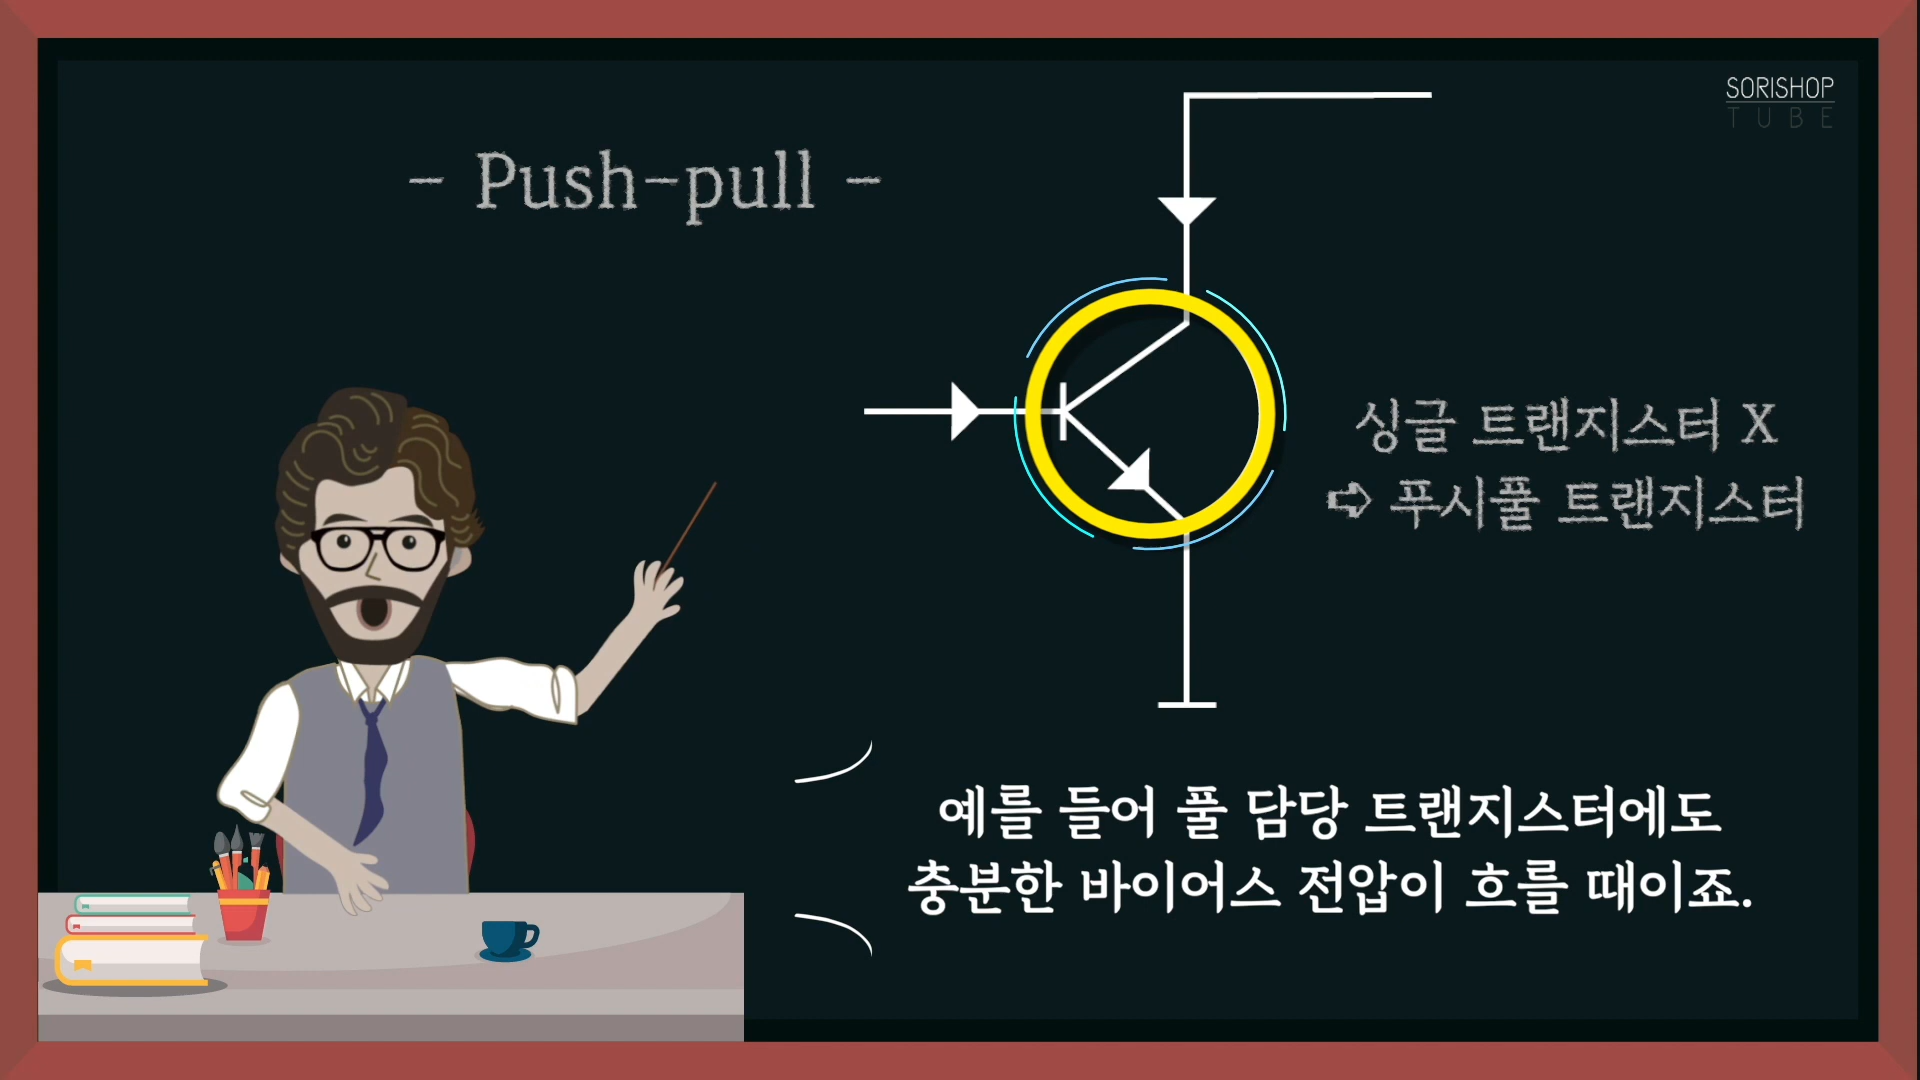 SORISHOP
TUBE
- Push-pull -
싱글 트랜지스터 X
➩ 푸시풀 트랜지스터
예를 들어 풀 담당 트랜지스터에도
충분한 바이어스 전압이 흐를 때이죠.